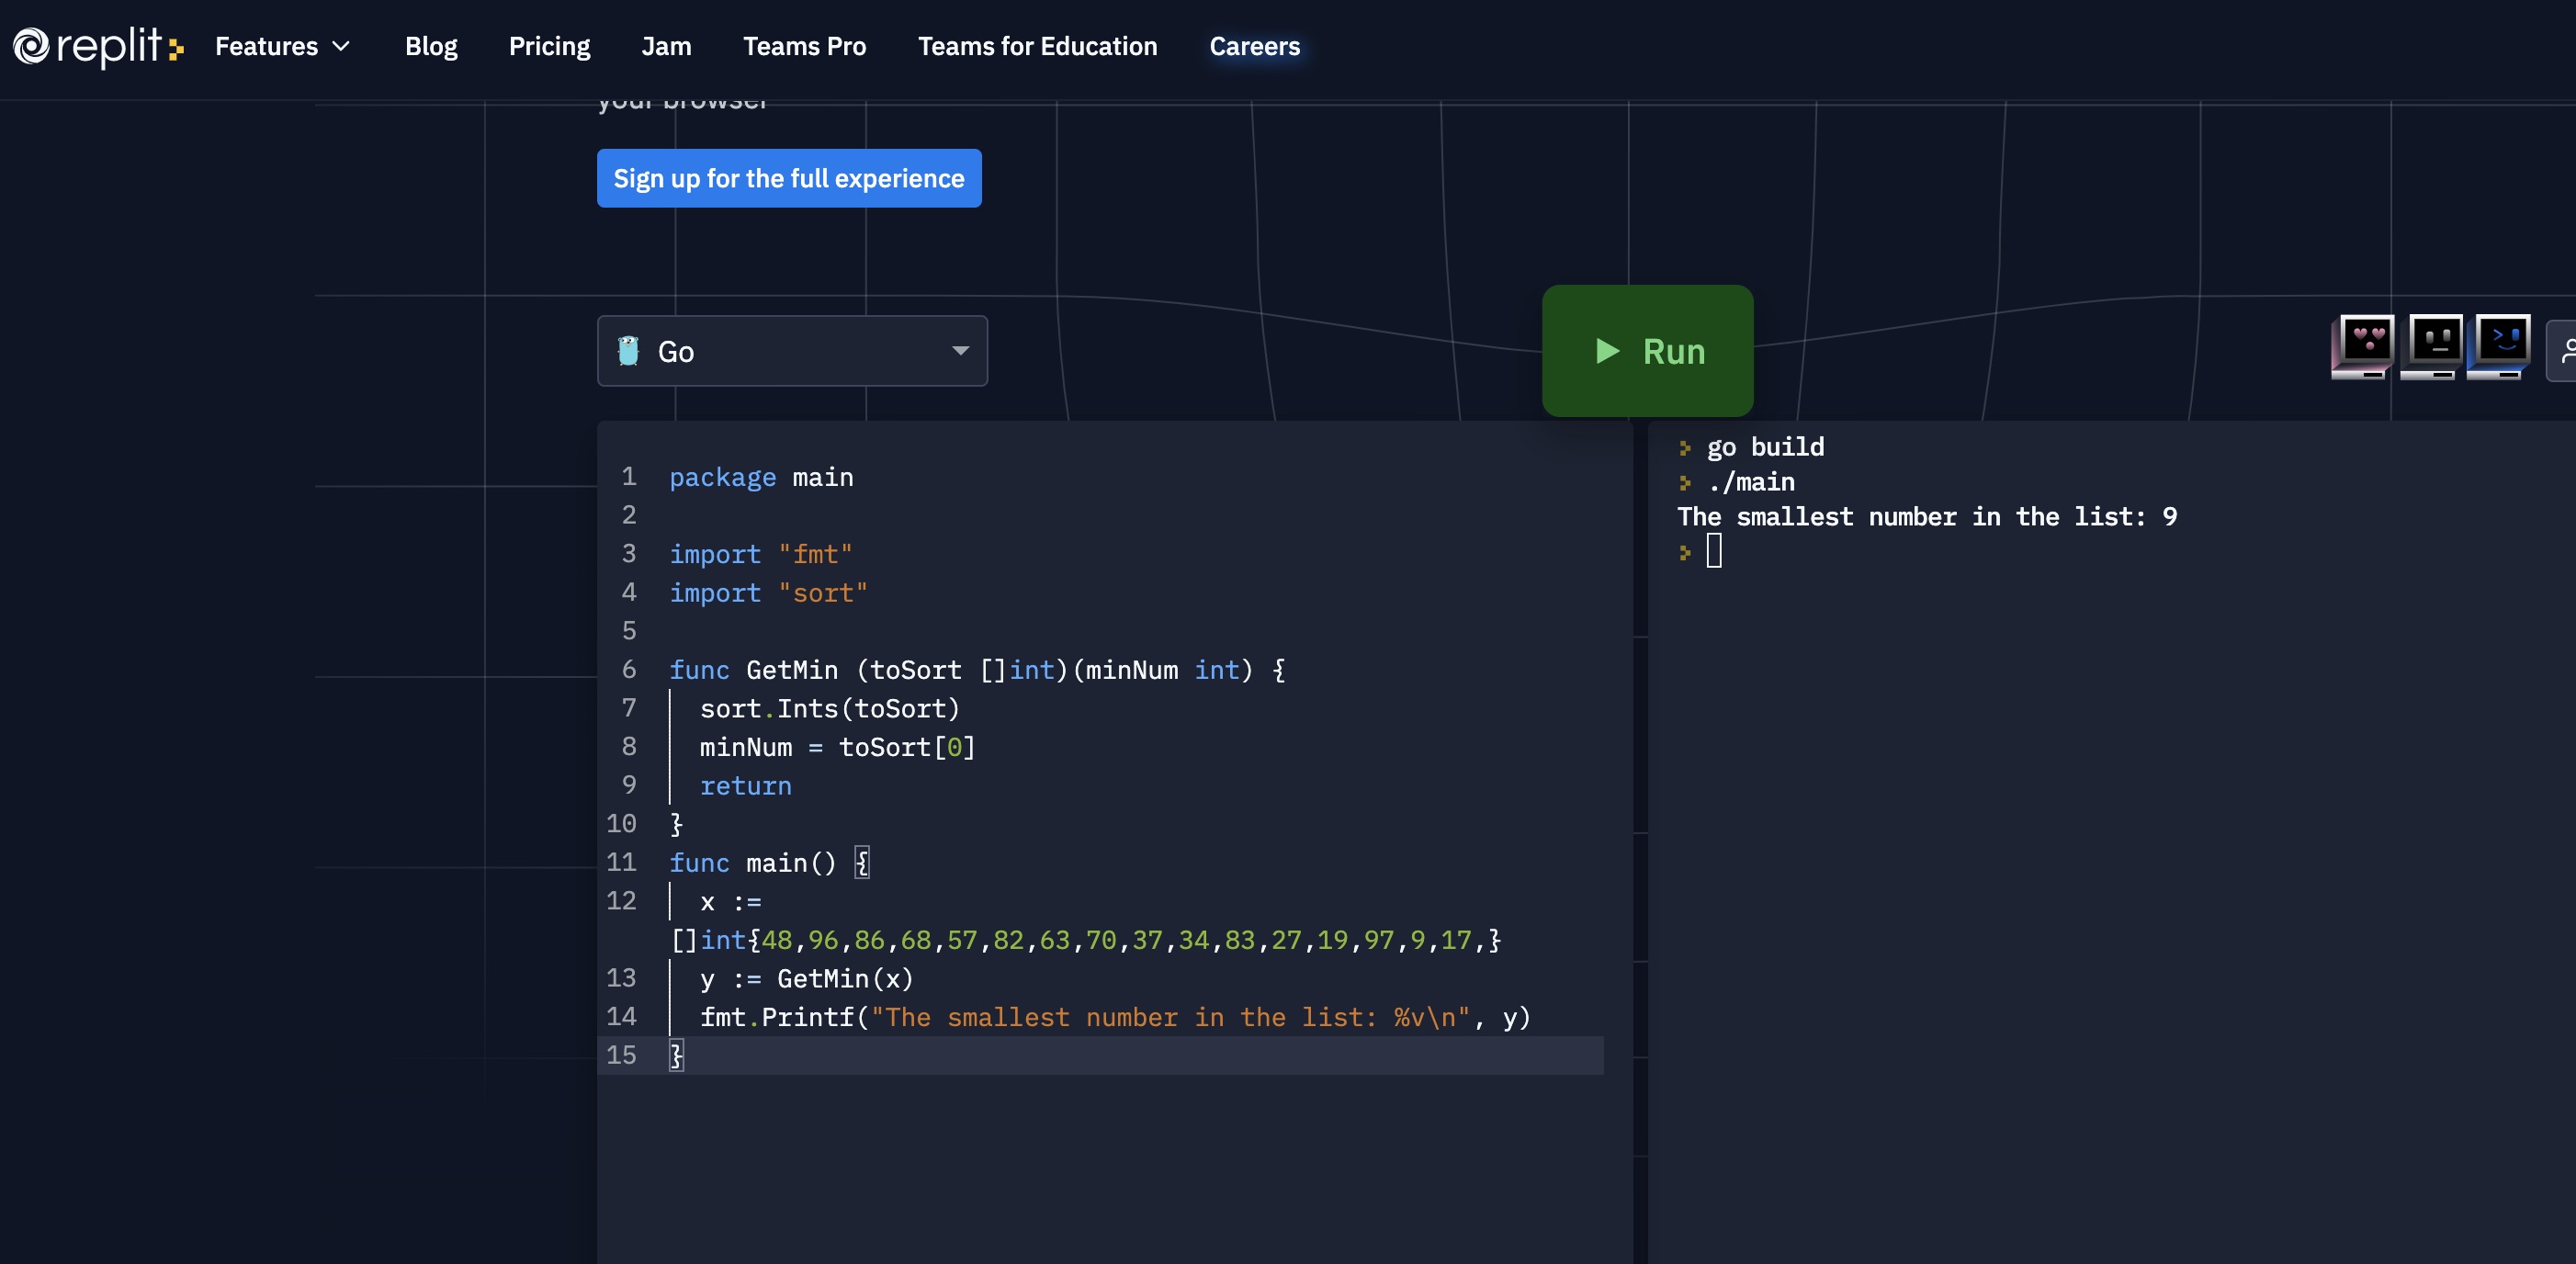 replit Features Blog Pricing Jam Teams Pro Teams for Education Careers
your browser
Sign up for the full experience
Go
Run
1 package main
2
3 import "fmt"
4 import "sort"
5
6 func GetMin (toSort []int)(minNum int) {
7 sort.Ints(toSort)
8 minNum = toSort[0]
9 return
10 }
11 func main() {
12 x :=
[]int{48,96,86,68,57,82,63,70,37,34,83,27,19,97,9,17,}
13 y := GetMin(x)
14 fmt.Printf("The smallest number in the list: %v\n", y)
15 }
go build
./main
The smallest number in the list: 9